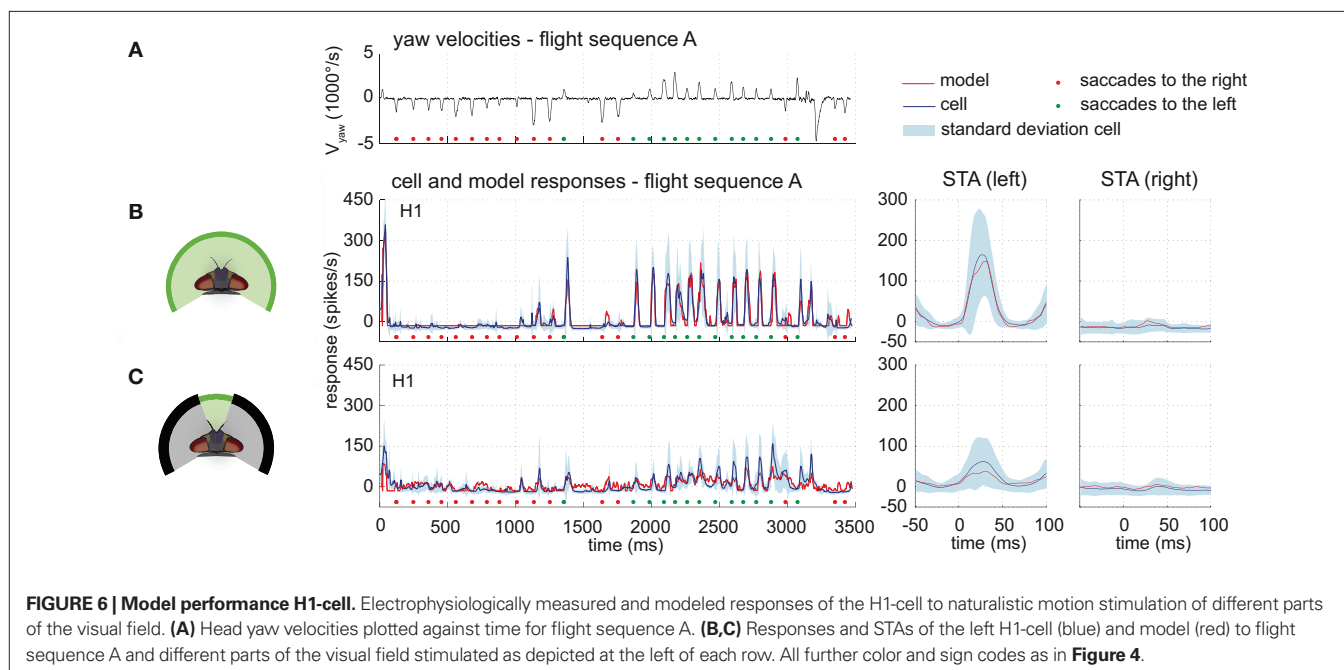 A
yaw velocities - flight sequence A
V_yaw (1000°/s)
5
0
-5
model
cell
standard deviation cell
saccades to the right
saccades to the left
cell and model responses - flight sequence A
STA (left)
STA (right)
B
response (spikes/s)
450
300
150
0
H1
300
200
100
0
-50
C
450
300
150
0
H1
300
200
100
0
-50
0 500 1000 1500 2000 2500 3000 3500
time (ms)
-50 0 50 100
time (ms)
0 50 100
time (ms)
FIGURE 6 | Model performance H1-cell. Electrophysiologically measured and modeled responses of the H1-cell to naturalistic motion stimulation of different parts
of the visual field. (A) Head yaw velocities plotted against time for flight sequence A. (B,C) Responses and STAs of the left H1-cell (blue) and model (red) to flight
sequence A and different parts of the visual field stimulated as depicted at the left of each row. All further color and sign codes as in Figure 4.